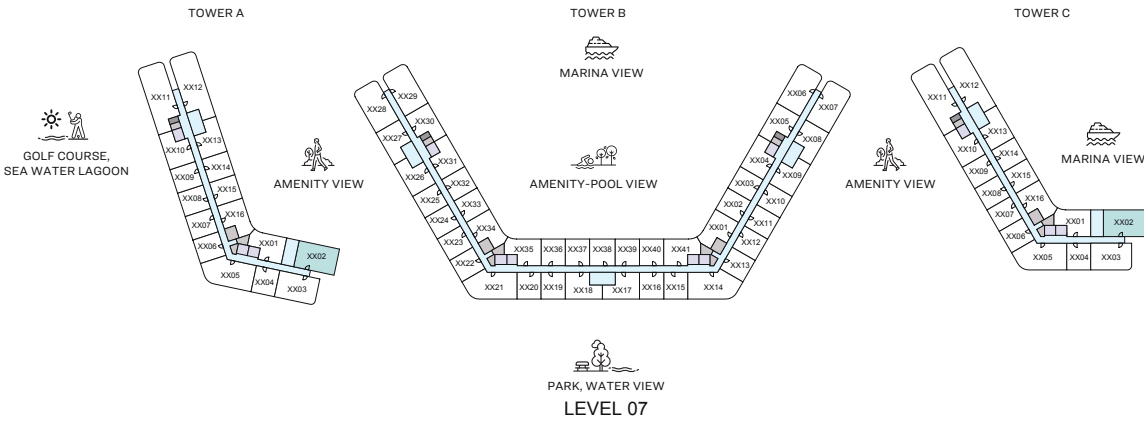 TOWER A
TOWER B
TOWER C
MARINA VIEW
GOLF COURSE,
SEA WATER LAGOON
AMENITY VIEW
AMENITY-POOL VIEW
AMENITY VIEW
MARINA VIEW
XX11
XX12
XX10
XX13
XX09
XX14
XX08
XX15
XX07
XX16
XX06
XX01
XX02
XX05
XX04
XX03
XX28
XX29
XX27
XX30
XX26
XX31
XX25
XX32
XX24
XX33
XX23
XX34
XX22
XX35
XX36
XX37
XX38
XX39
XX40
XX41
XX21
XX20
XX19
XX18
XX17
XX16
XX15
XX14
XX06
XX07
XX05
XX08
XX04
XX09
XX03
XX10
XX02
XX11
XX01
XX12
XX13
XX11
XX12
XX10
XX13
XX09
XX14
XX08
XX15
XX07
XX16
XX06
XX01
XX02
XX05
XX04
XX03
PARK, WATER VIEW
LEVEL 07